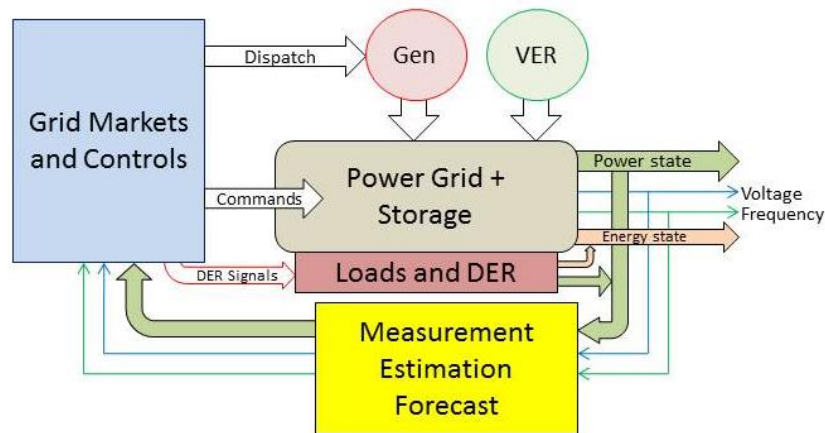 Dispatch
Gen
VER
Grid Markets
and Controls
Power Grid +
Storage
Commands
Power state
Voltage
Frequency
Energy state
DER Signals
Loads and DER
Measurement
Estimation
Forecast